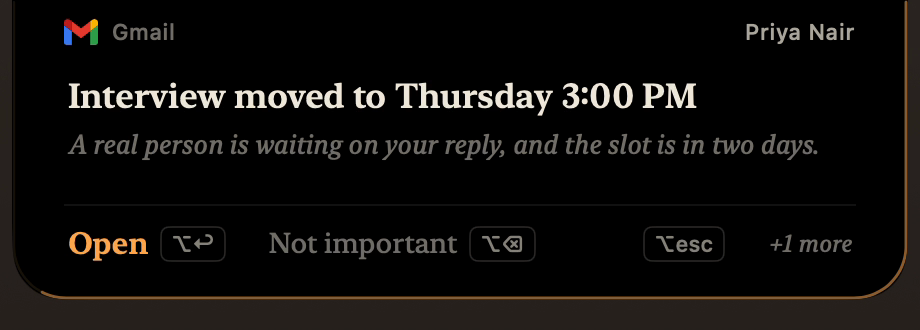 Gmail Priya Nair
Interview moved to Thursday 3:00 PM
A real person is waiting on your reply, and the slot is in two days.
Open ⌥↩ Not important ⌥⌫ ⌥esc +1 more